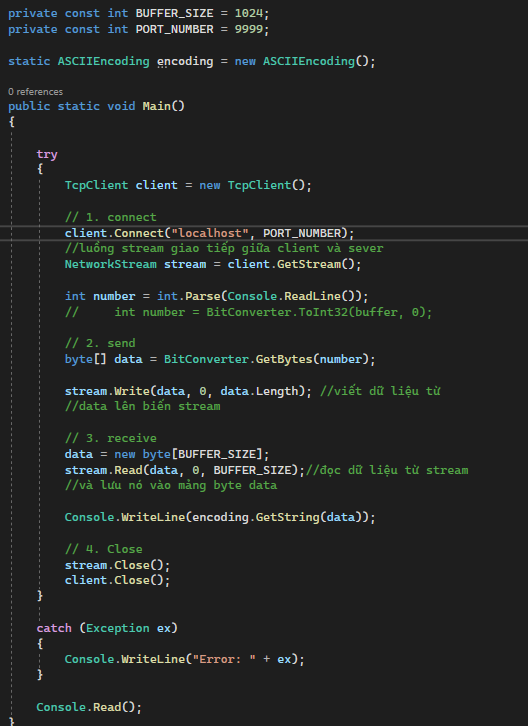 private const int BUFFER_SIZE = 1024;
private const int PORT_NUMBER = 9999;
static ASCIIEncoding encoding = new ASCIIEncoding();
0 references
public static void Main()
{
try
{
TcpClient client = new TcpClient();
// 1. connect
client.Connect("localhost", PORT_NUMBER);
//luồng stream giao tiếp giữa client và sever
NetworkStream stream = client.GetStream();
int number = int.Parse(Console.ReadLine());
//     int number = BitConverter.ToInt32(buffer, 0);
// 2. send
byte[] data = BitConverter.GetBytes(number);
stream.Write(data, 0, data.Length); //viết dữ liệu từ
//data lên biến stream
// 3. receive
data = new byte[BUFFER_SIZE];
stream.Read(data, 0, BUFFER_SIZE);//đọc dữ liệu từ stream
//và lưu nó vào mảng byte data
Console.WriteLine(encoding.GetString(data));
// 4. Close
stream.Close();
client.Close();
}
catch (Exception ex)
{
Console.WriteLine("Error: " + ex);
}
Console.Read();
}